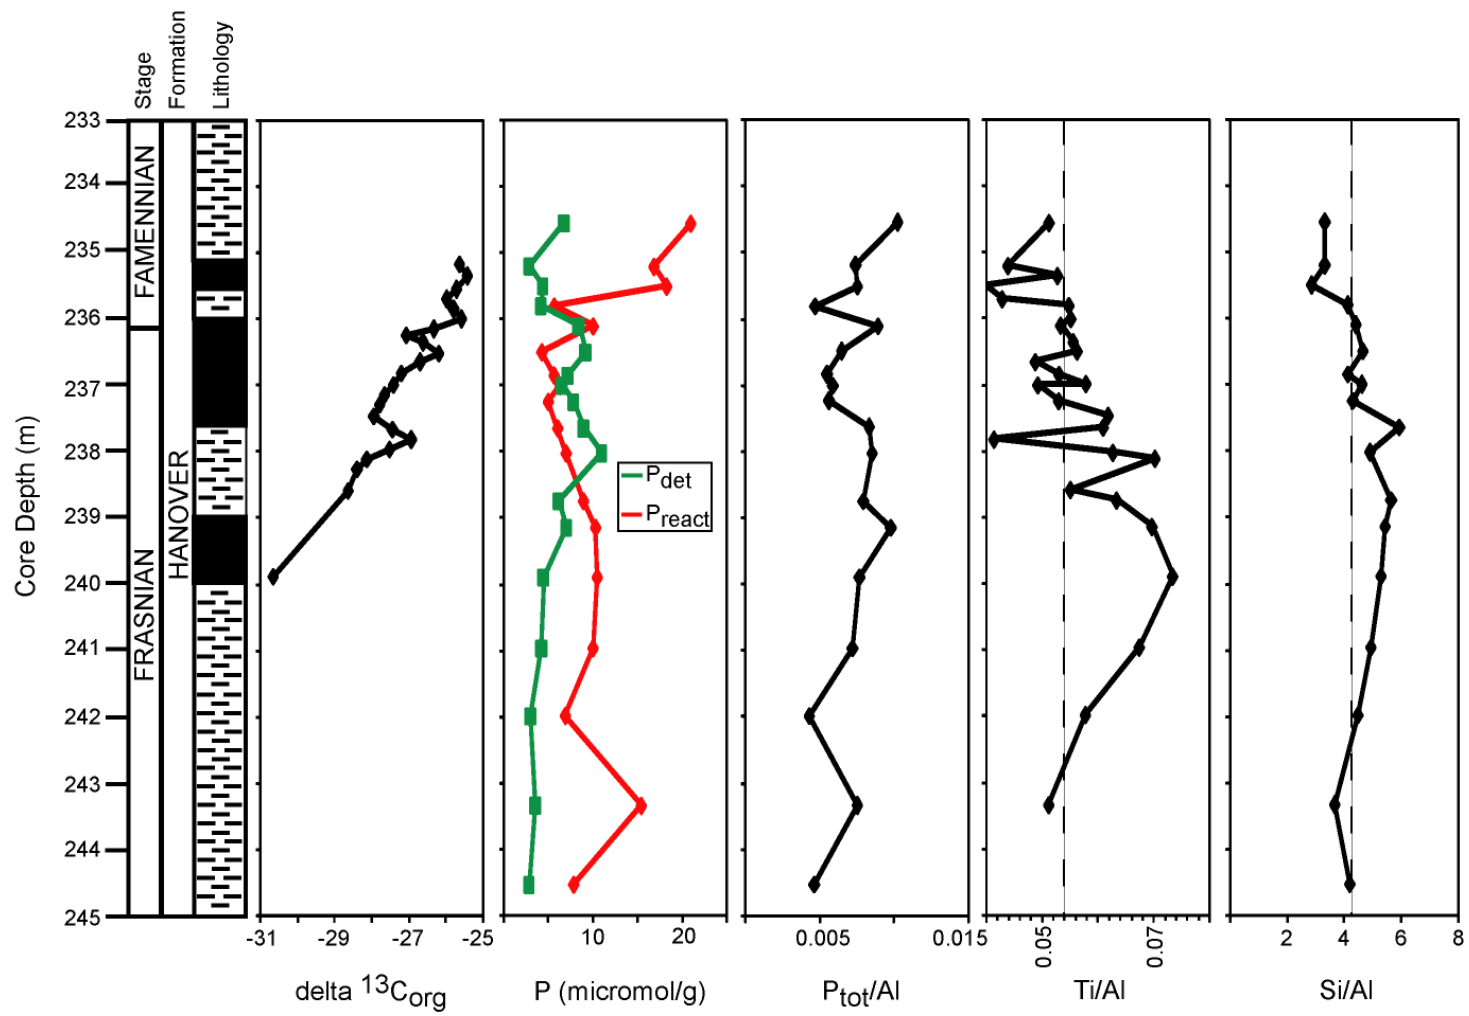 Stage
Formation
Lithology
Core Depth (m)
233
234
235
236
237
238
239
240
241
242
243
244
245
FAMENNIAN
FRASNIAN
HANOVER
-31 -29 -27 -25
delta 13Corg
Pdet
Preact
10 20
P (micromol/g)
0.005 0.015
Ptot/Al
0.05 0.07
Ti/Al
2 4 6 8
Si/Al